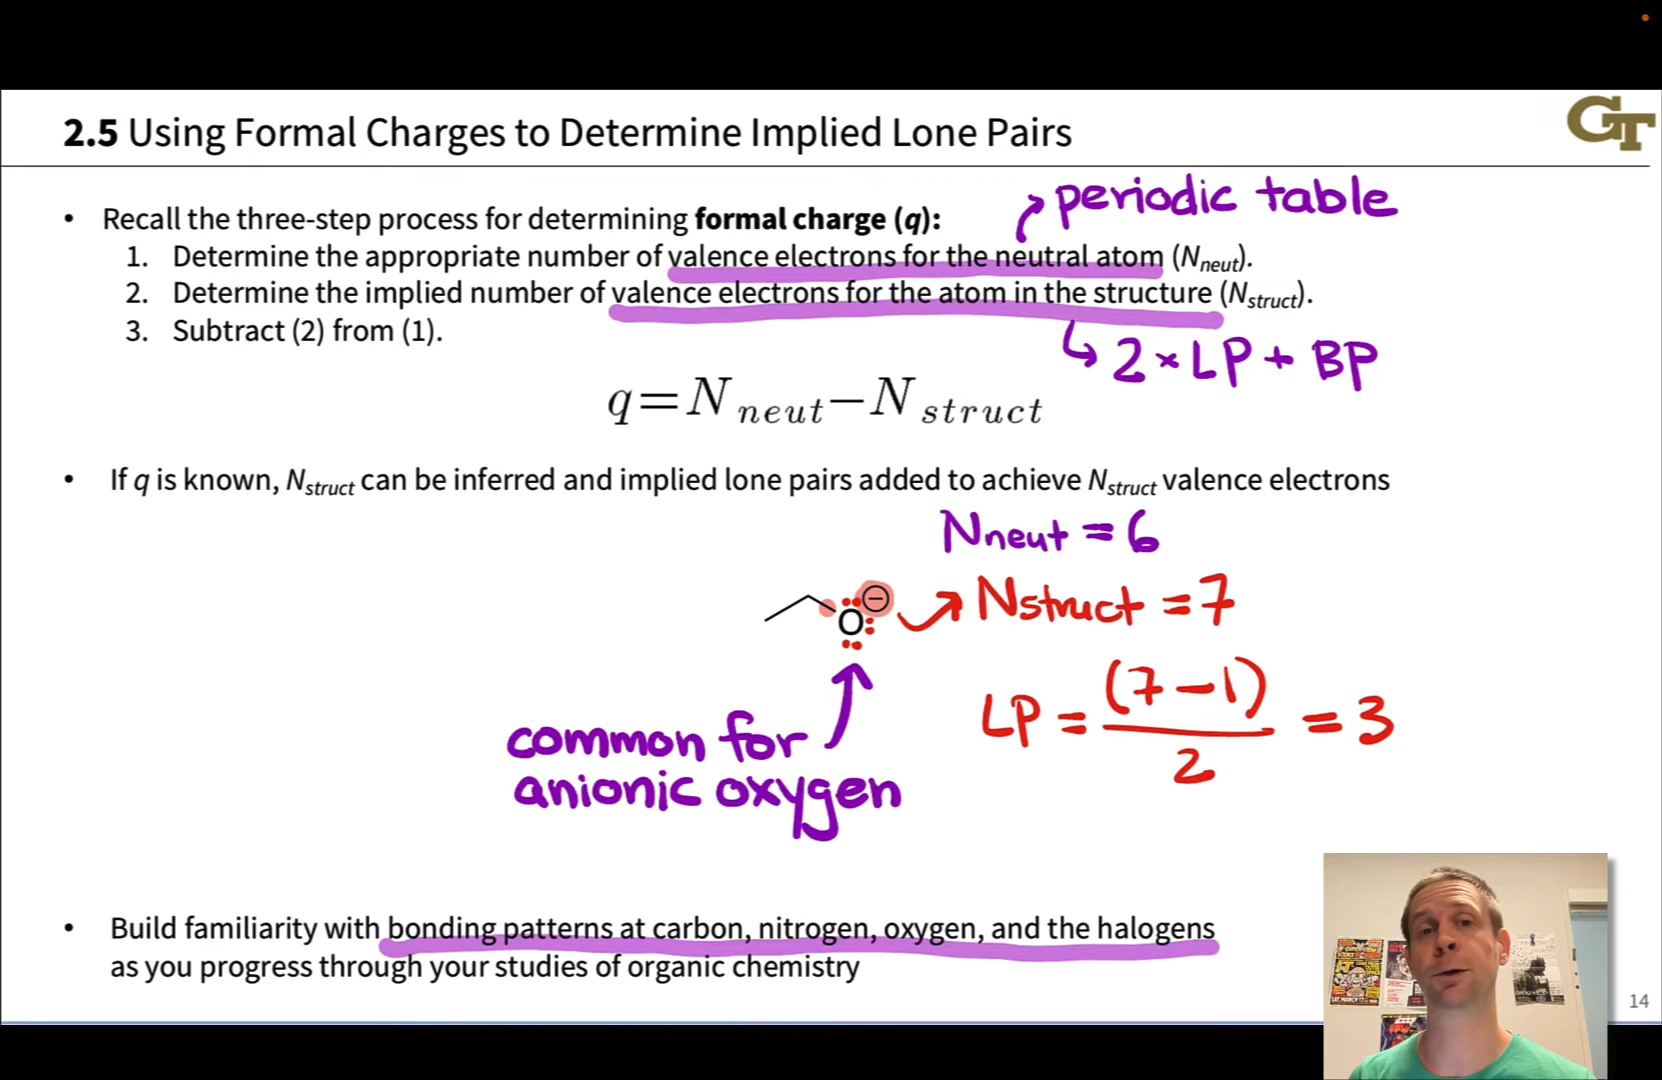 2.5 Using Formal Charges to Determine Implied Lone Pairs
GT
periodic table
• Recall the three-step process for determining formal charge (q):
1. Determine the appropriate number of valence electrons for the neutral atom (Nneut).
2. Determine the implied number of valence electrons for the atom in the structure (Nstruct).
3. Subtract (2) from (1).
2 × LP + BP
q=Nneut−Nstruct
• If q is known, Nstruct can be inferred and implied lone pairs added to achieve Nstruct valence electrons
Nneut = 6
O −
Nstruct = 7
LP = (7−1) / 2 = 3
common for
anionic oxygen
• Build familiarity with bonding patterns at carbon, nitrogen, oxygen, and the halogens
as you progress through your studies of organic chemistry
14